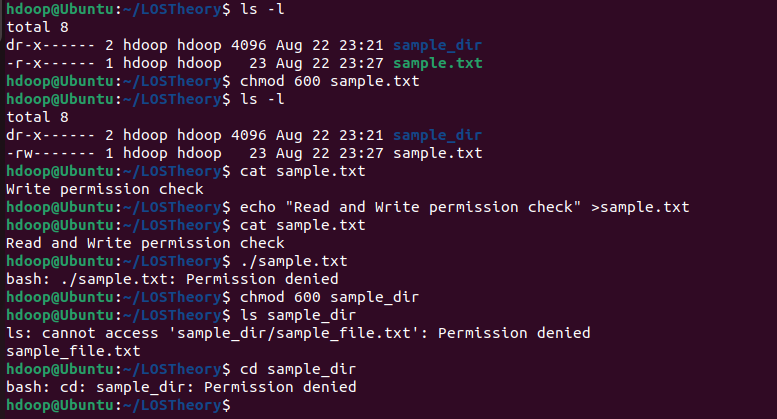 hdoop@Ubuntu:~/LOSTheory$ ls -l
total 8
dr-x------ 2 hdoop hdoop 4096 Aug 22 23:21 sample_dir
-r-x------ 1 hdoop hdoop   23 Aug 22 23:27 sample.txt
hdoop@Ubuntu:~/LOSTheory$ chmod 600 sample.txt
hdoop@Ubuntu:~/LOSTheory$ ls -l
total 8
dr-x------ 2 hdoop hdoop 4096 Aug 22 23:21 sample_dir
-rw------- 1 hdoop hdoop   23 Aug 22 23:27 sample.txt
hdoop@Ubuntu:~/LOSTheory$ cat sample.txt
Write permission check
hdoop@Ubuntu:~/LOSTheory$ echo "Read and Write permission check" >sample.txt
hdoop@Ubuntu:~/LOSTheory$ cat sample.txt
Read and Write permission check
hdoop@Ubuntu:~/LOSTheory$ ./sample.txt
bash: ./sample.txt: Permission denied
hdoop@Ubuntu:~/LOSTheory$ chmod 600 sample_dir
hdoop@Ubuntu:~/LOSTheory$ ls sample_dir
ls: cannot access 'sample_dir/sample_file.txt': Permission denied
sample_file.txt
hdoop@Ubuntu:~/LOSTheory$ cd sample_dir
bash: cd: sample_dir: Permission denied
hdoop@Ubuntu:~/LOSTheory$